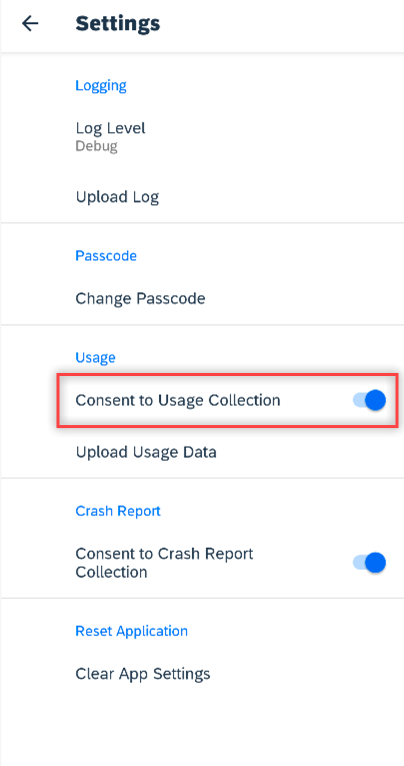 Settings
Logging
Log Level
Debug
Upload Log
Passcode
Change Passcode
Usage
Consent to Usage Collection
Upload Usage Data
Crash Report
Consent to Crash Report
Collection
Reset Application
Clear App Settings